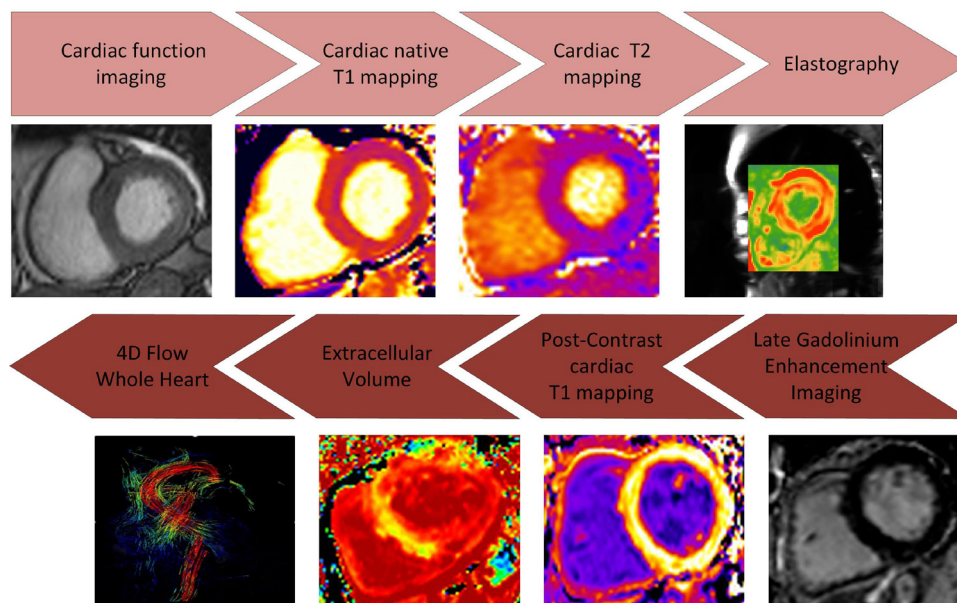 Cardiac function
imaging
Cardiac native
T1 mapping
Cardiac T2
mapping
Elastography
4D Flow
Whole Heart
Extracellular
Volume
Post-Contrast
cardiac
T1 mapping
Late Gadolinium
Enhancement
Imaging